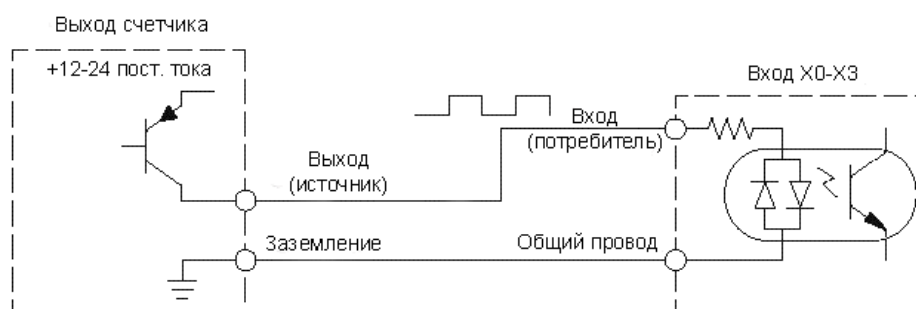 Выход счетчика
+12-24 пост. тока
Вход X0-X3
Вход
(потребитель)
Выход
(источник)
Заземление
Общий провод